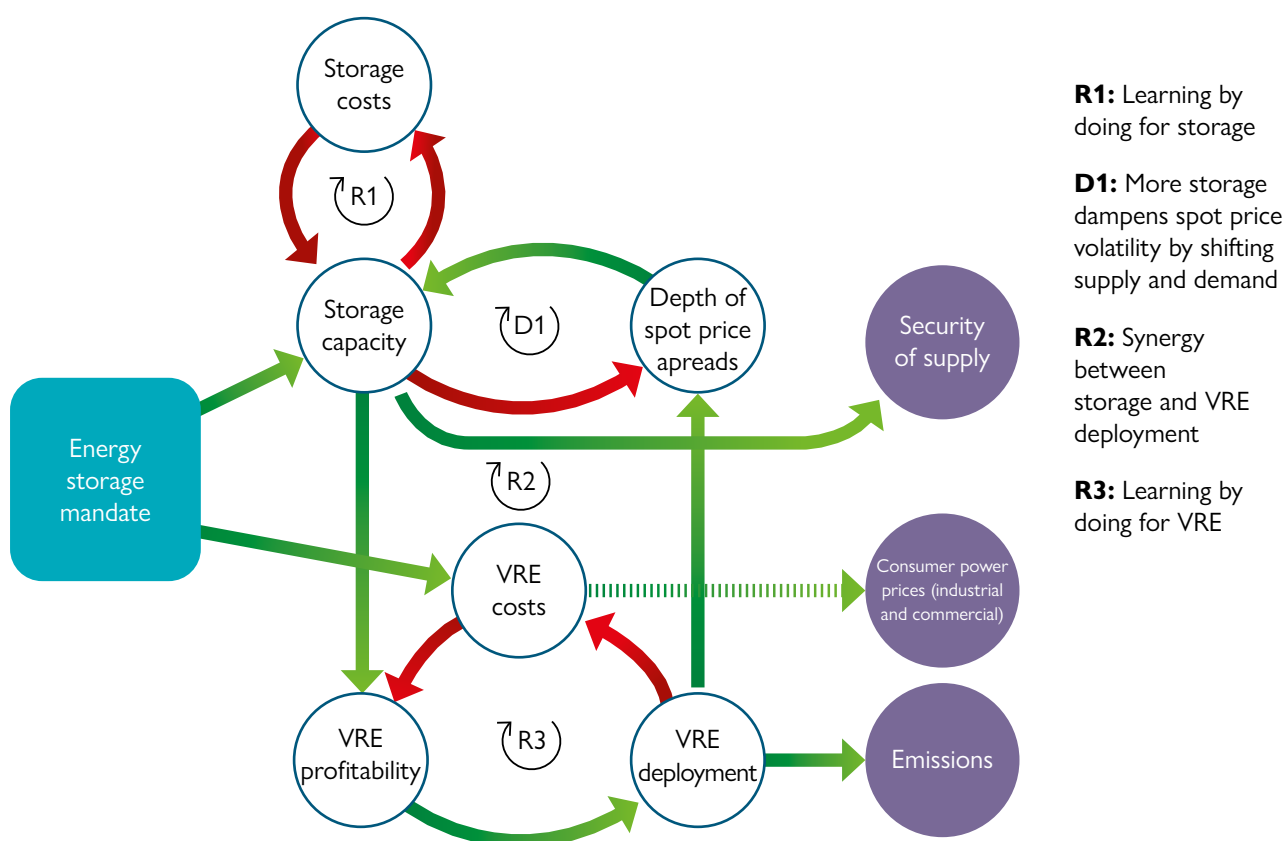 Storage
costs
R1
Storage
capacity
D1
Depth of
spot price
apreads
Security
of supply
Energy
storage
mandate
R2
VRE
costs
Consumer power
prices (industrial
and commercial)
VRE
profitability
R3
VRE
deployment
Emissions
R1: Learning by
doing for storage
D1: More storage
dampens spot price
volatility by shifting
supply and demand
R2: Synergy
between
storage and VRE
deployment
R3: Learning by
doing for VRE